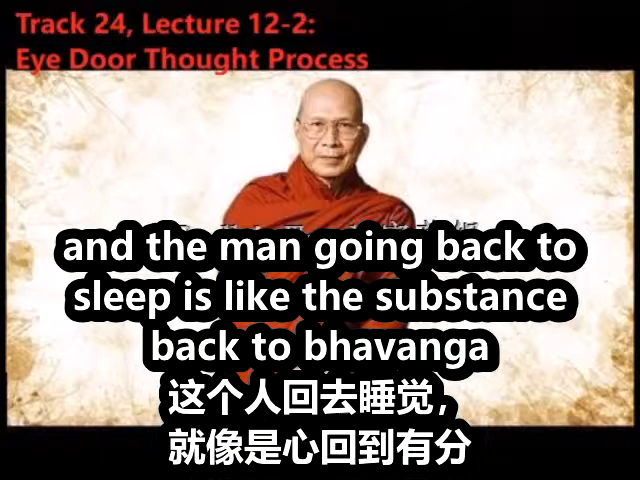 Track 24, Lecture 12-2:
Eye Door Thought Process
and the man going back to
sleep is like the substance
back to bhavanga
这个人回去睡觉，
就像是心回到有分